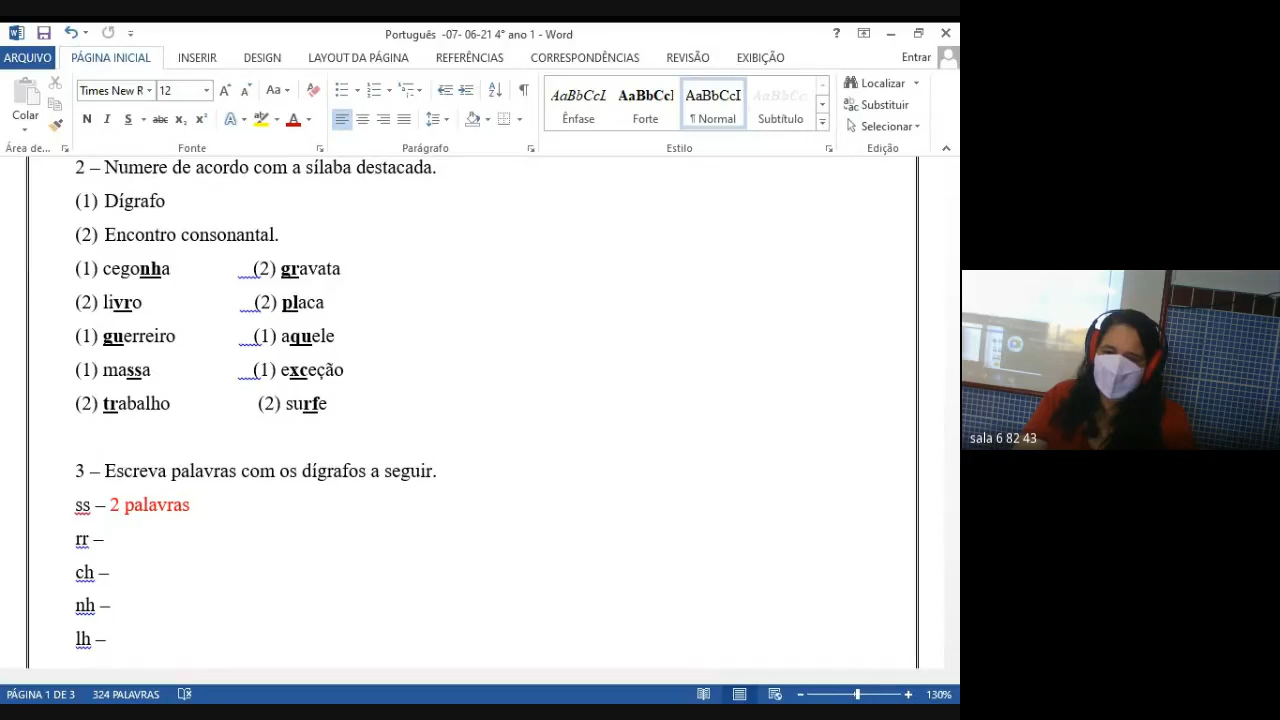 Português -07- 06-21 4° ano 1 - Word
?
ARQUIVO PÁGINA INICIAL INSERIR DESIGN LAYOUT DA PÁGINA REFERÊNCIAS CORRESPONDÊNCIAS REVISÃO EXIBIÇÃO Entrar
Colar
Times New R 12 Aa
N I S abc x₂ x² A A
AaBbCcI AaBbCcI AaBbCcI AaBbCcI
Ênfase Forte ¶ Normal Subtítulo
Localizar
Substituir
Selecionar
Área de... Fonte Parágrafo Estilo Edição
2 – Numere de acordo com a sílaba destacada.
(1) Dígrafo
(2) Encontro consonantal.
(1) cegonha (2) gravata
(2) livro (2) placa
(1) guerreiro (1) aquele
(1) massa (1) exceção
(2) trabalho (2) surfe
3 – Escreva palavras com os dígrafos a seguir.
ss – 2 palavras
rr –
ch –
nh –
lh –
sala 6 82 43
PÁGINA 1 DE 3 324 PALAVRAS 130%